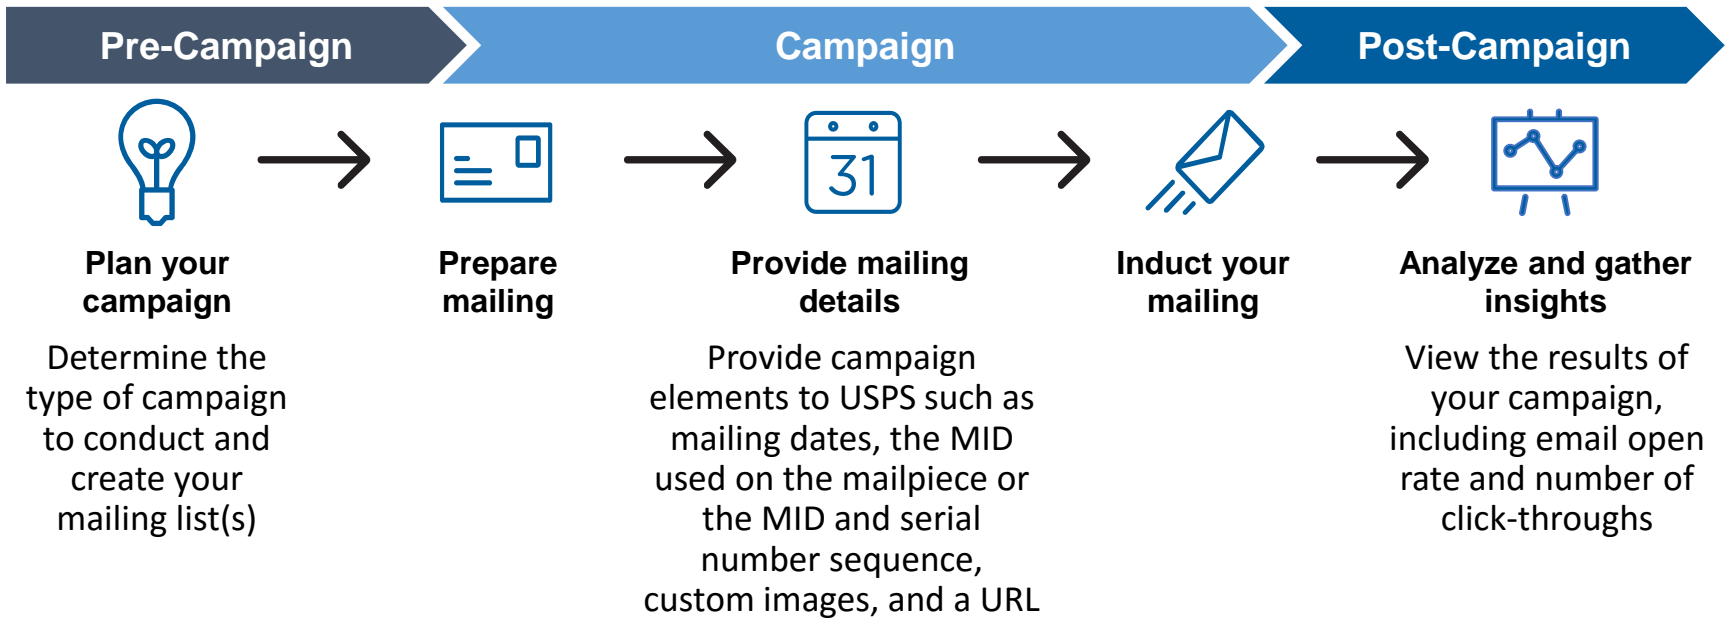 Pre-Campaign
Campaign
Post-Campaign
31
Plan your
campaign
Determine the
type of campaign
to conduct and
create your
mailing list(s)
Prepare
mailing
Provide mailing
details
Provide campaign
elements to USPS such as
mailing dates, the MID
used on the mailpiece or
the MID and serial
number sequence,
custom images, and a URL
Induct your
mailing
Analyze and gather
insights
View the results of
your campaign,
including email open
rate and number of
click-throughs